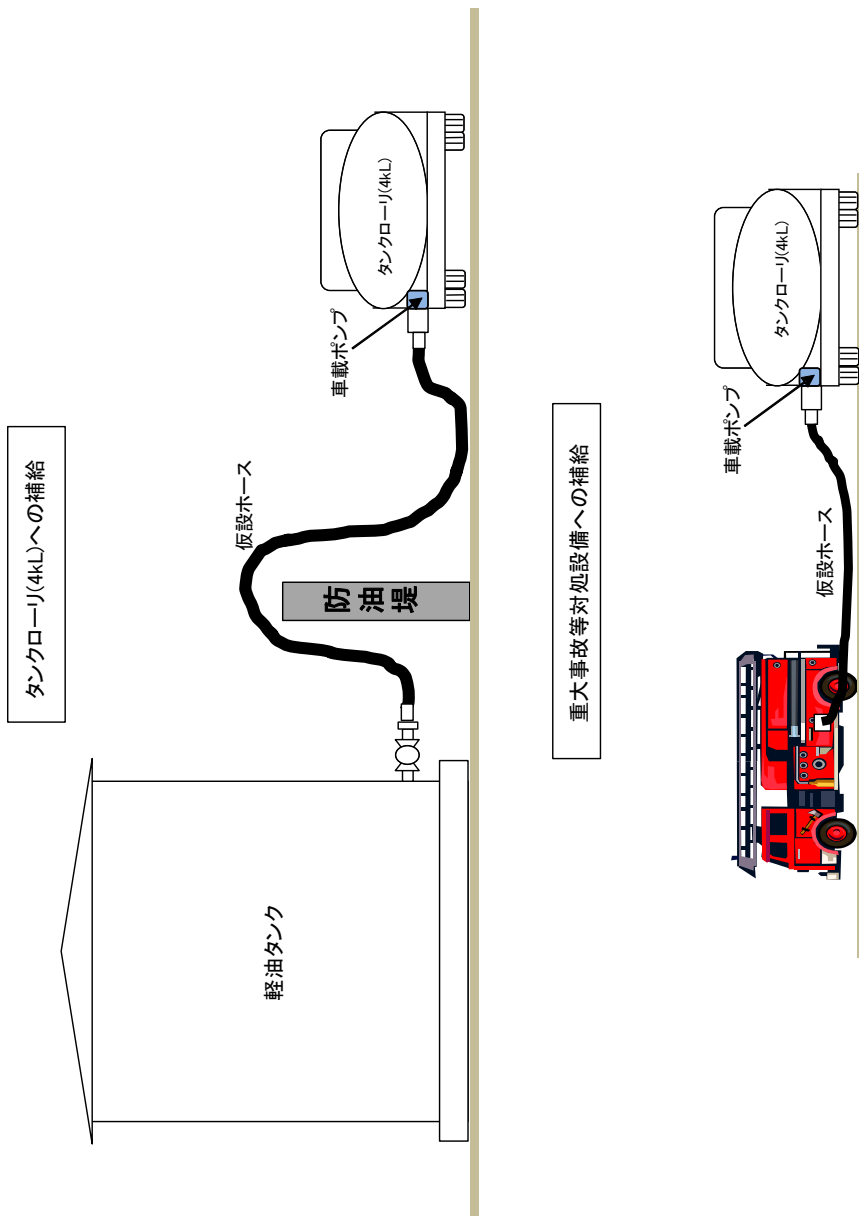 タンクローリ(4kL)への補給
軽油タンク
防油堤
仮設ホース
車載ポンプ
タンクローリ(4kL)
重大事故等対処設備への補給
仮設ホース
車載ポンプ
タンクローリ(4kL)